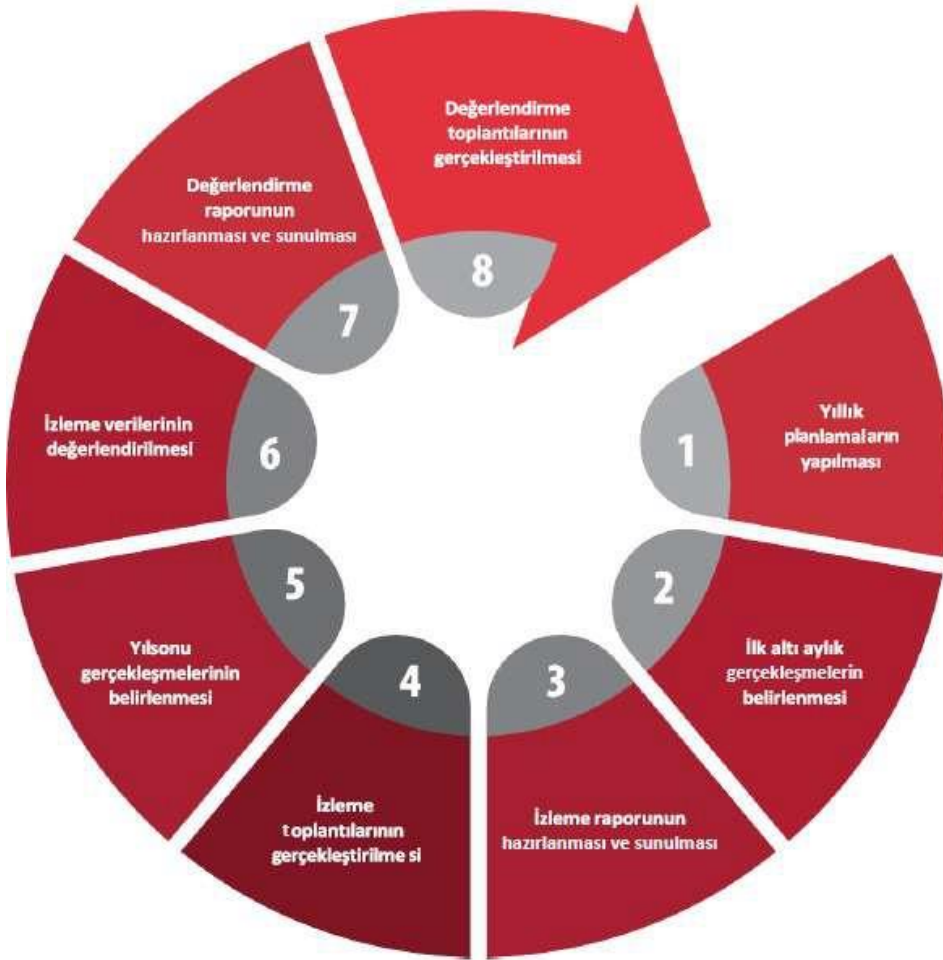 1
Yıllık
planlamaların
yapılması
2
İlk altı aylık
gerçekleşmelerin
belirlenmesi
3
İzleme raporunun
hazırlanması ve sunulması
4
İzleme
toplantılarının
gerçekleştirilme si
5
Yılsonu
gerçekleşmelerinin
belirlenmesi
6
İzleme verilerinin
değerlendirilmesi
7
Değerlendirme
raporunun
hazırlanması ve sunulması
8
Değerlendirme
toplantılarının
gerçekleştirilmesi